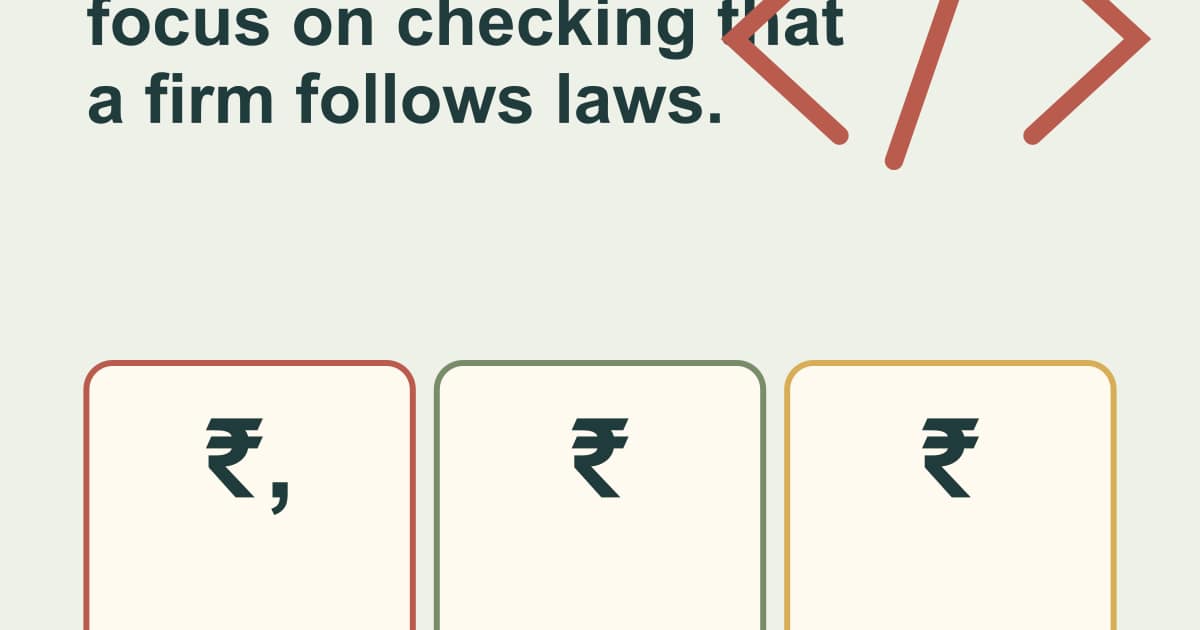 focus on checking that
a firm follows laws.
₹, ₹ ₹